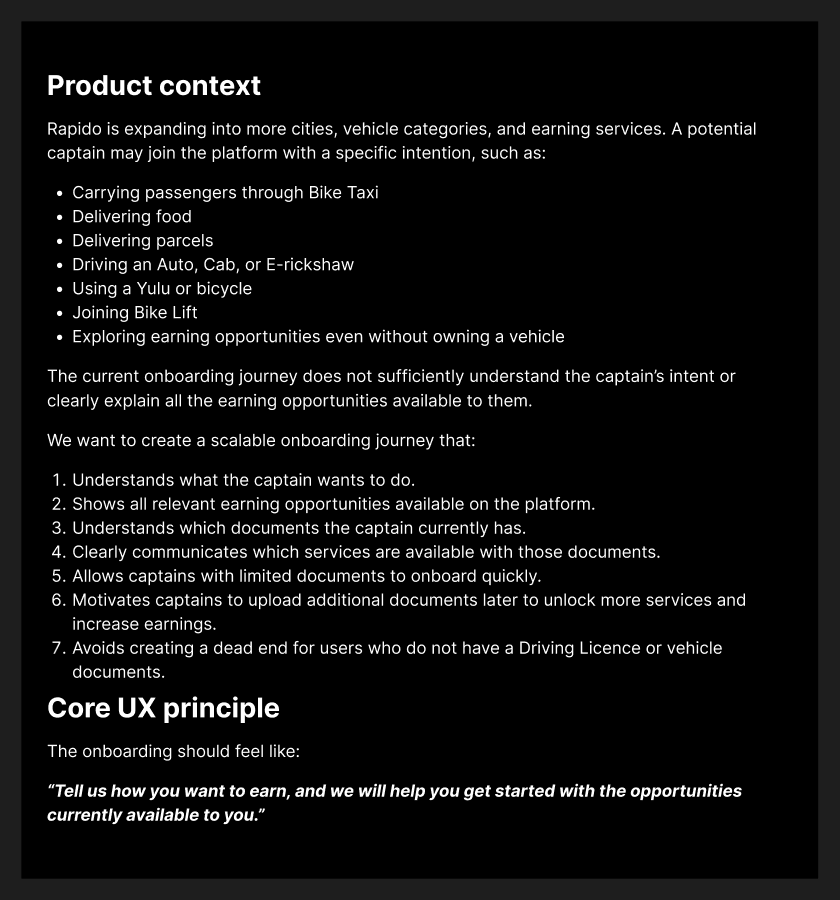 Product context
Rapido is expanding into more cities, vehicle categories, and earning services. A potential
captain may join the platform with a specific intention, such as:
• Carrying passengers through Bike Taxi
• Delivering food
• Delivering parcels
• Driving an Auto, Cab, or E-rickshaw
• Using a Yulu or bicycle
• Joining Bike Lift
• Exploring earning opportunities even without owning a vehicle
The current onboarding journey does not sufficiently understand the captain’s intent or
clearly explain all the earning opportunities available to them.
We want to create a scalable onboarding journey that:
1. Understands what the captain wants to do.
2. Shows all relevant earning opportunities available on the platform.
3. Understands which documents the captain currently has.
4. Clearly communicates which services are available with those documents.
5. Allows captains with limited documents to onboard quickly.
6. Motivates captains to upload additional documents later to unlock more services and
increase earnings.
7. Avoids creating a dead end for users who do not have a Driving Licence or vehicle
documents.
Core UX principle
The onboarding should feel like:
“Tell us how you want to earn, and we will help you get started with the opportunities
currently available to you.”